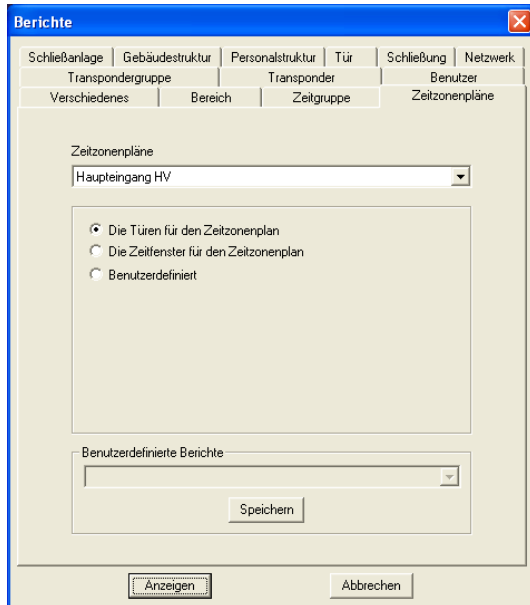 Berichte
Schließanlage Gebäudestruktur Personalstruktur Tür Schließung Netzwerk
Transpondergruppe Transponder Benutzer
Verschiedenes Bereich Zeitgruppe Zeitzonenpläne
Zeitzonenpläne
Haupteingang HV
Die Türen für den Zeitzonenplan
Die Zeitfenster für den Zeitzonenplan
Benutzerdefiniert
Benutzerdefinierte Berichte
Speichern
Anzeigen Abbrechen